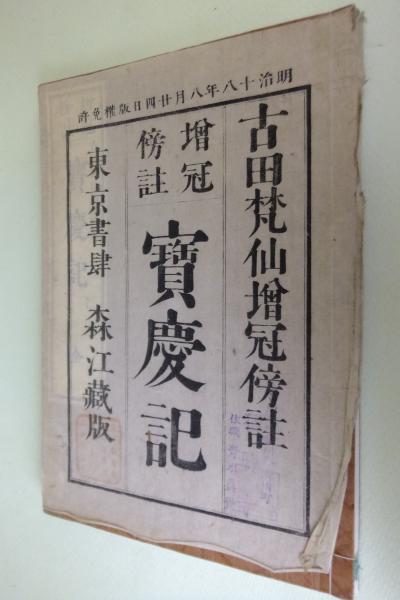 明治十八年八月廿四日版權免許
古田梵仙增冠傍註
增冠
傍註
寶慶記
東京書肆 森江藏版